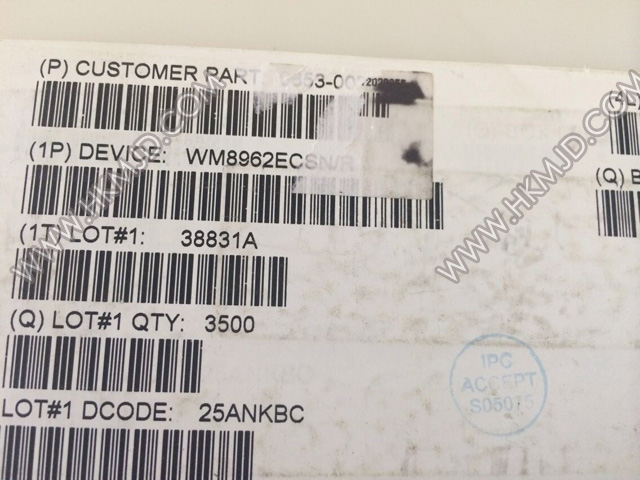 (P) CUSTOMER PART
(1P) DEVICE: WM8962ECSN/R
(1T) LOT#1: 38831A
(Q) LOT#1 QTY: 3500
LOT#1 DCODE: 25ANKBC
(Q) B
IPC
ACCEPT
WWW.HKMJD.COM
WWW.HKMJD.COM